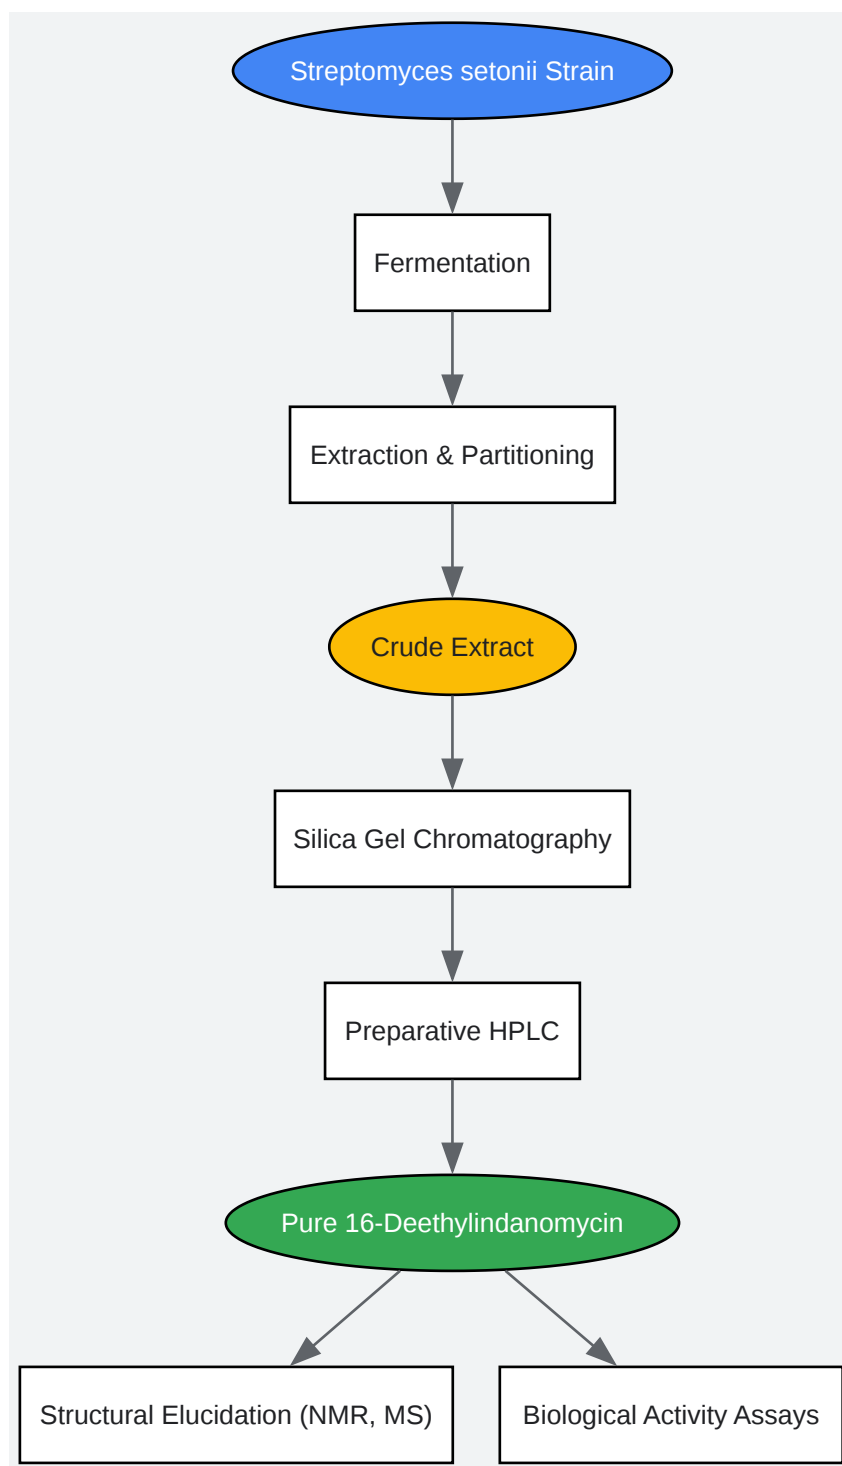 Streptomyces setonii Strain
Fermentation
Extraction & Partitioning
Crude Extract
Silica Gel Chromatography
Preparative HPLC
Pure 16-Deethylindanomycin
Structural Elucidation (NMR, MS)
Biological Activity Assays